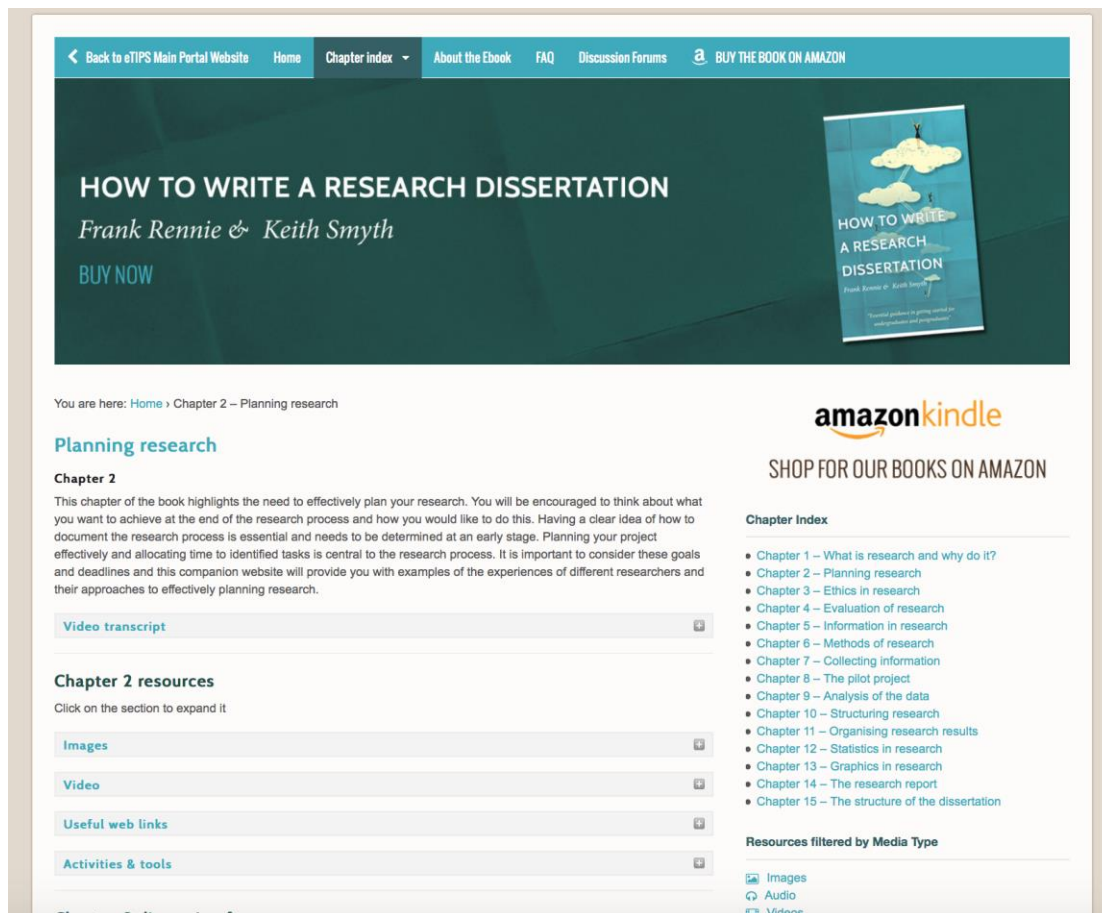 Back to eTIPS Main Portal Website Home Chapter index About the Ebook FAQ Discussion Forums a BUY THE BOOK ON AMAZON
HOW TO WRITE A RESEARCH DISSERTATION
Frank Rennie & Keith Smyth
BUY NOW
HOW TO WRITE
A RESEARCH
DISSERTATION
Frank Rennie & Keith Smyth
"Essential guidance in getting started for
undergraduates and postgraduates"
You are here: Home › Chapter 2 – Planning research
Planning research
Chapter 2
This chapter of the book highlights the need to effectively plan your research. You will be encouraged to think about what
you want to achieve at the end of the research process and how you would like to do this. Having a clear idea of how to
document the research process is essential and needs to be determined at an early stage. Planning your project
effectively and allocating time to identified tasks is central to the research process. It is important to consider these goals
and deadlines and this companion website will provide you with examples of the experiences of different researchers and
their approaches to effectively planning research.
Video transcript
Chapter 2 resources
Click on the section to expand it
Images
Video
Useful web links
Activities & tools
amazonkindle
SHOP FOR OUR BOOKS ON AMAZON
Chapter Index
Chapter 1 – What is research and why do it?
Chapter 2 – Planning research
Chapter 3 – Ethics in research
Chapter 4 – Evaluation of research
Chapter 5 – Information in research
Chapter 6 – Methods of research
Chapter 7 – Collecting information
Chapter 8 – The pilot project
Chapter 9 – Analysis of the data
Chapter 10 – Structuring research
Chapter 11 – Organising research results
Chapter 12 – Statistics in research
Chapter 13 – Graphics in research
Chapter 14 – The research report
Chapter 15 – The structure of the dissertation
Resources filtered by Media Type
Images
Audio
Videos